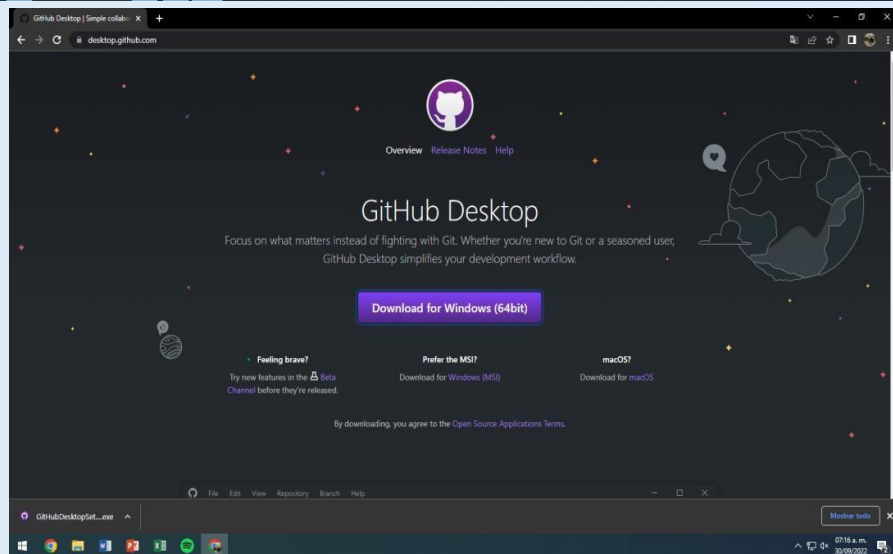 GitHub Desktop | Simple collabo
desktop.github.com
Overview Release Notes Help
GitHub Desktop
Focus on what matters instead of fighting with Git. Whether you're new to Git or a seasoned user,
GitHub Desktop simplifies your development workflow.
Download for Windows (64bit)
Feeling brave?
Try new features in the Beta
Channel before they're released.
Prefer the MSI?
Download for Windows (MSI)
macOS?
Download for macOS
By downloading, you agree to the Open Source Applications Terms.
File Edit View Repository Branch Help
GitHubDesktopSet....exe
Mostrar todo
07:16 a. m.
30/09/2022